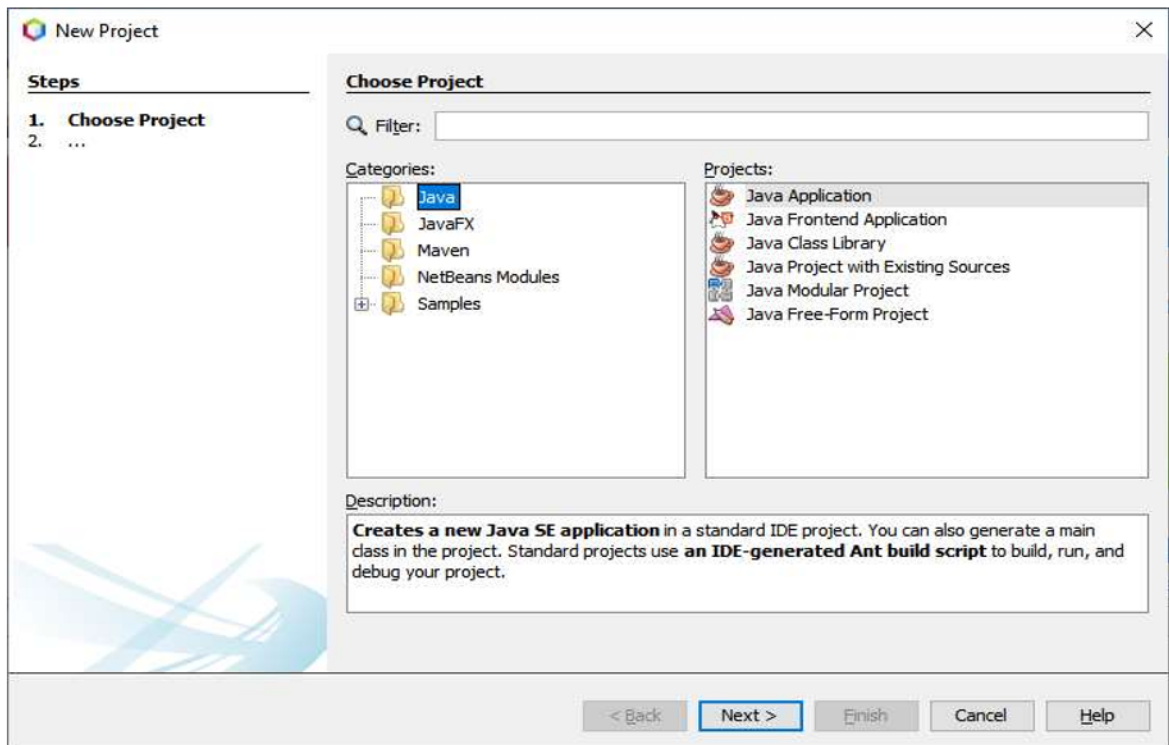 New Project
Steps
1. Choose Project
2. ...
Choose Project
Filter:
Categories:
Java
JavaFX
Maven
NetBeans Modules
Samples
Projects:
Java Application
Java Frontend Application
Java Class Library
Java Project with Existing Sources
Java Modular Project
Java Free-Form Project
Description:
Creates a new Java SE application in a standard IDE project. You can also generate a main
class in the project. Standard projects use an IDE-generated Ant build script to build, run, and
debug your project.
< Back
Next >
Finish
Cancel
Help